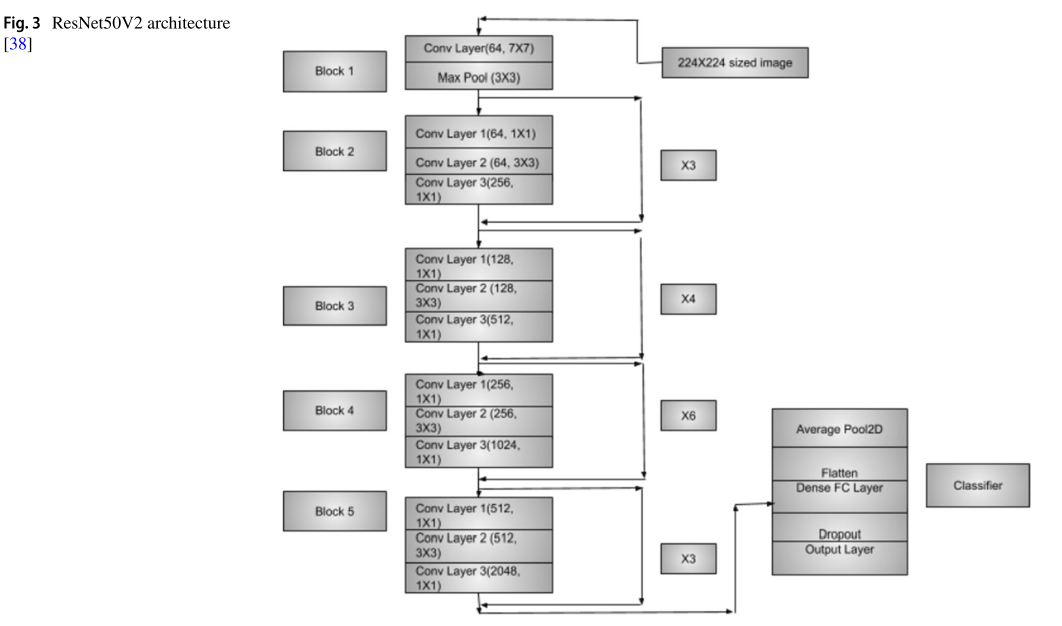 Fig. 3 ResNet50V2 architecture
[38]
224X224 sized image
Block 1
Conv Layer(64, 7X7)
Max Pool (3X3)
Block 2
Conv Layer 1(64, 1X1)
Conv Layer 2 (64, 3X3)
Conv Layer 3(256,
1X1)
X3
Block 3
Conv Layer 1(128,
1X1)
Conv Layer 2 (128,
3X3)
Conv Layer 3(512,
1X1)
X4
Block 4
Conv Layer 1(256,
1X1)
Conv Layer 2 (256,
3X3)
Conv Layer 3(1024,
1X1)
X6
Block 5
Conv Layer 1(512,
1X1)
Conv Layer 2 (512,
3X3)
Conv Layer 3(2048,
1X1)
X3
Average Pool2D
Flatten
Dense FC Layer
Dropout
Output Layer
Classifier